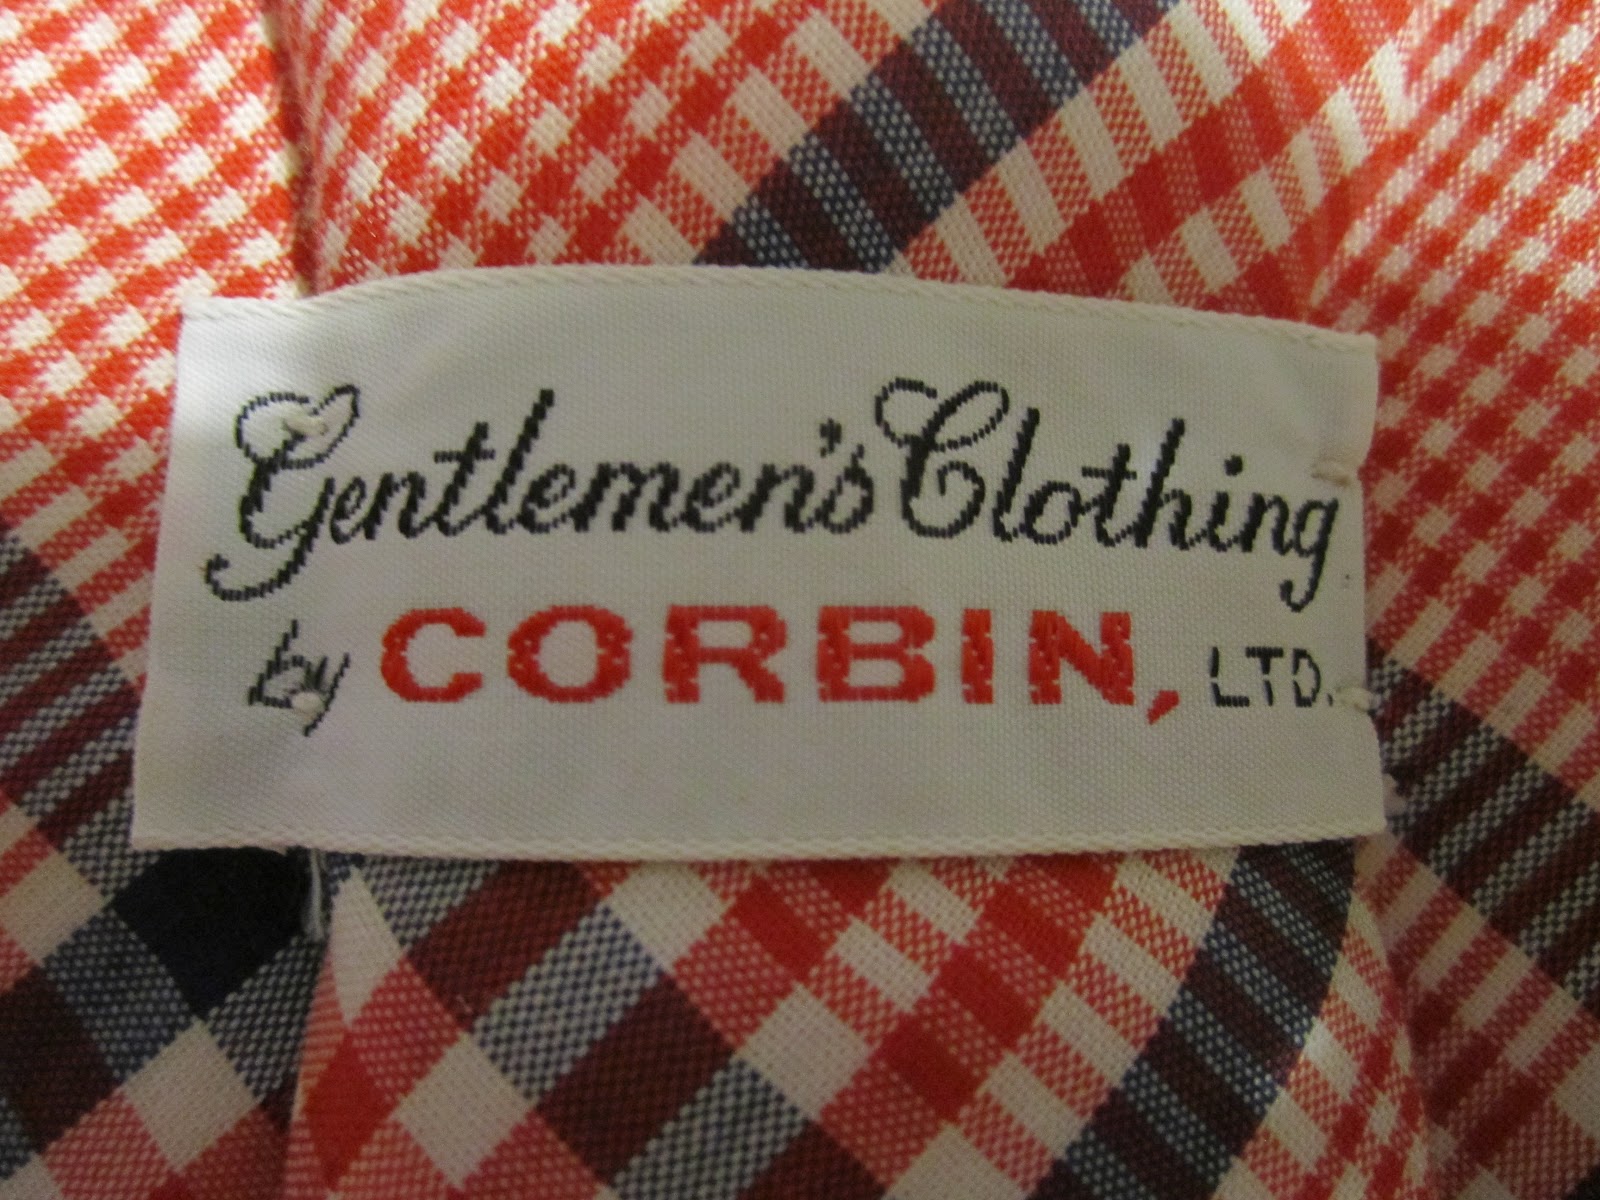 Gentlemen's Clothing
by CORBIN, LTD.